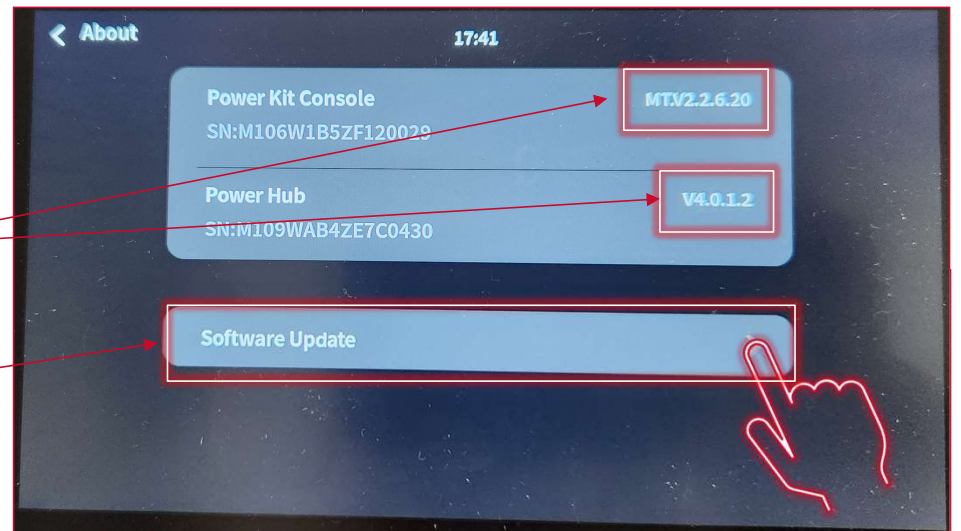 About
17:41
Power Kit Console
MT.V2.2.6.20
SN:M106W1B5ZF120029
Power Hub
V4.0.1.2
SN:M109WAB4ZE7C0430
Software Update